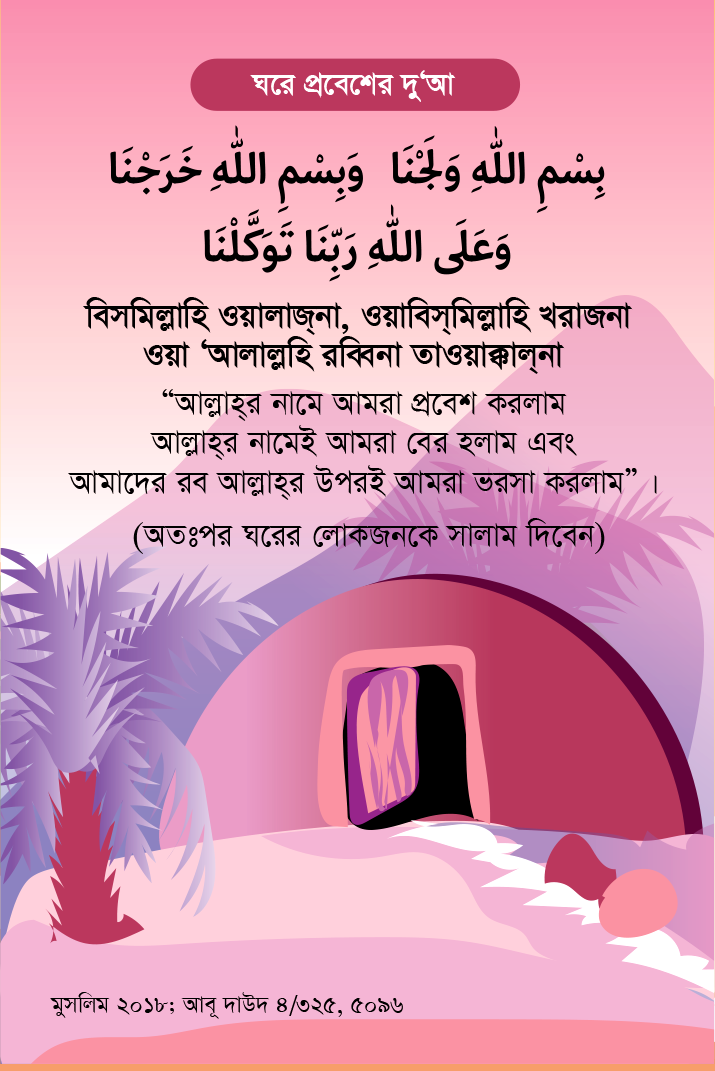 ঘরে প্রবেশের দু‘আ
بِسْمِ اللّٰهِ وَلَجْنَا وَبِسْمِ اللّٰهِ خَرَجْنَا
وَعَلَى اللّٰهِ رَبِّنَا تَوَكَّلْنَا
বিসমিল্লাহি ওয়ালাজ্‌না, ওয়াবিস্‌মিল্লাহি খরাজনা
ওয়া ‘আলাল্লহি রব্বিনা তাওয়াক্কাল্‌না
“আল্লাহ্‌র নামে আমরা প্রবেশ করলাম
আল্লাহ্‌র নামেই আমরা বের হলাম এবং
আমাদের রব আল্লাহ্‌র উপরই আমরা ভরসা করলাম” ।
(অতঃপর ঘরের লোকজনকে সালাম দিবেন)
মুসলিম ২০১৮; আবূ দাউদ ৪/৩২৫, ৫০৯৬